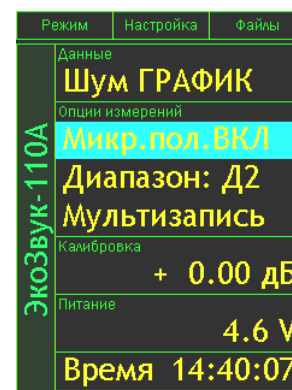 Режим Настройка Файлы
Данные
Шум ГРАФИК
Опции измерений
Микр.пол.ВКЛ
Диапазон: Д2
Мультизапись
Калибровка
+ 0.00 дБ
Питание
4.6 V
Время 14:40:07
ЭкоЗвук-110А